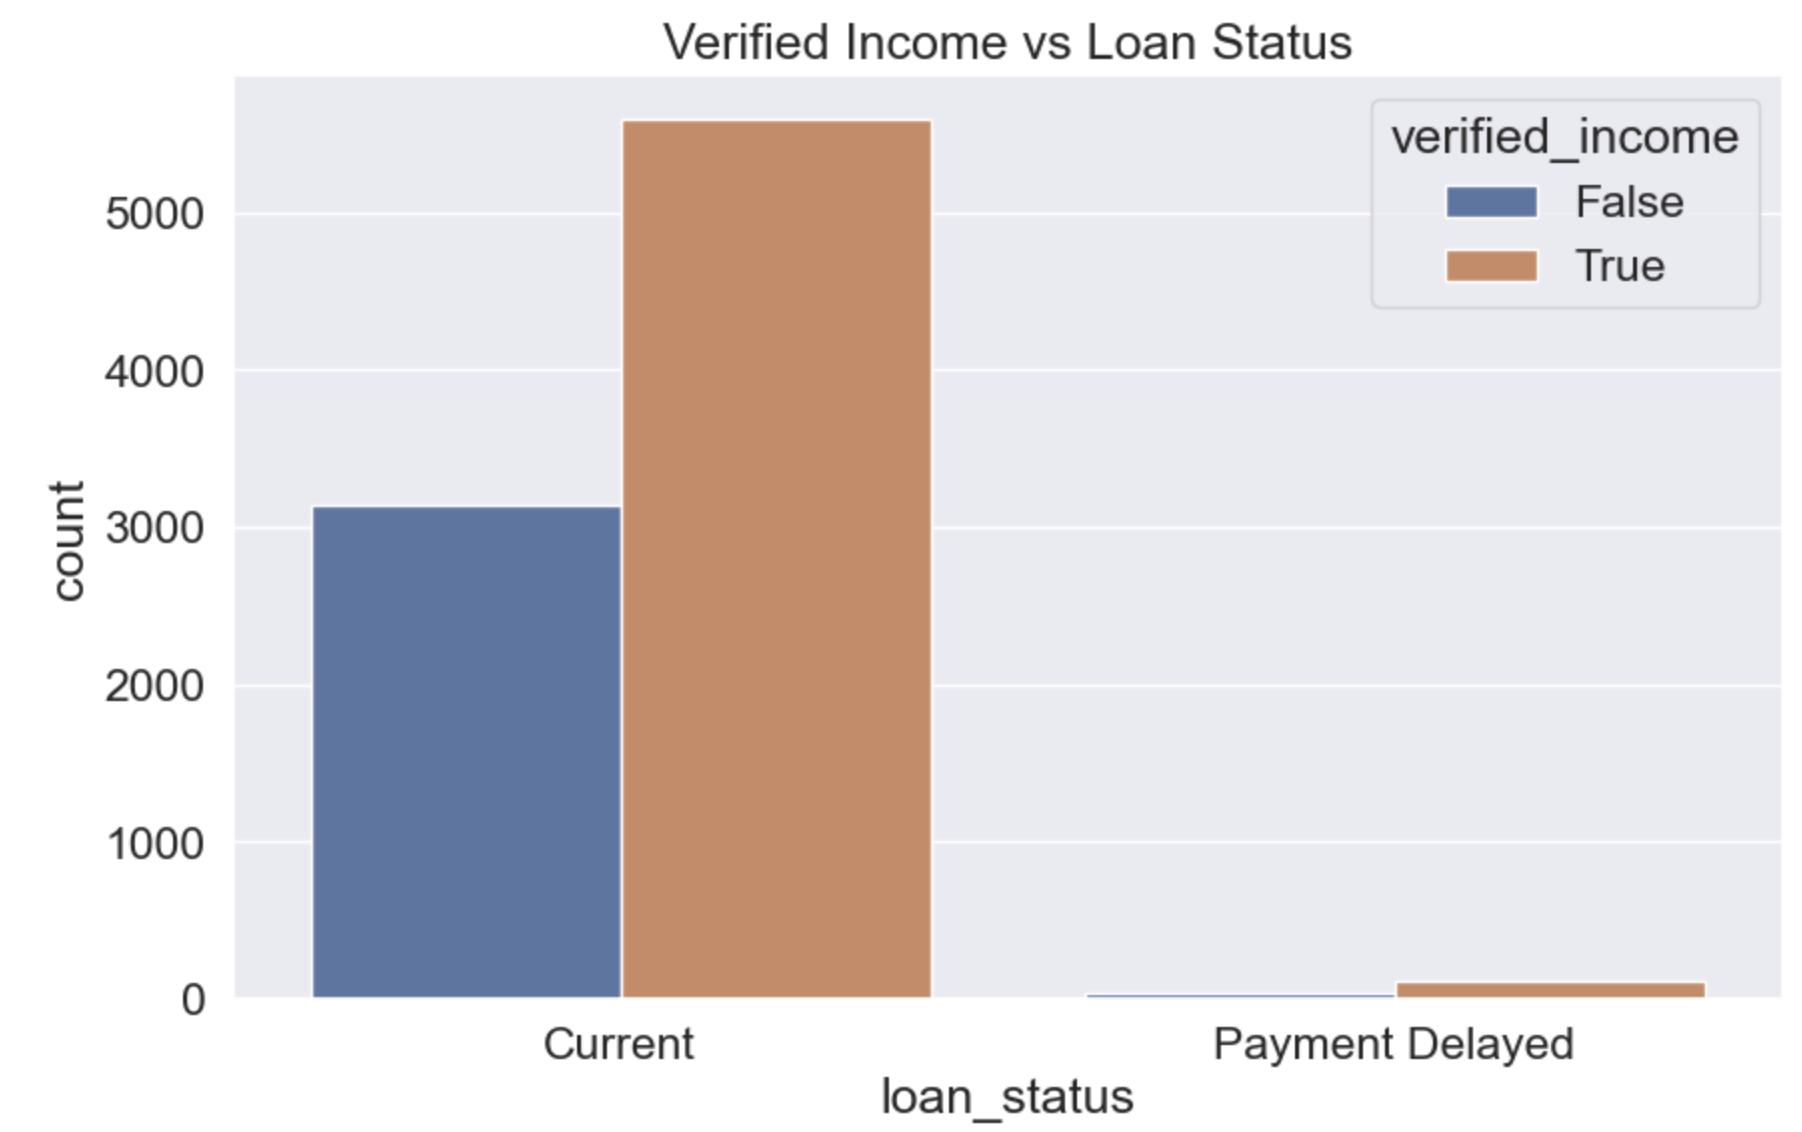 Verified Income vs Loan Status
verified_income
False
True
count
5000
4000
3000
2000
1000
0
Current
Payment Delayed
loan_status